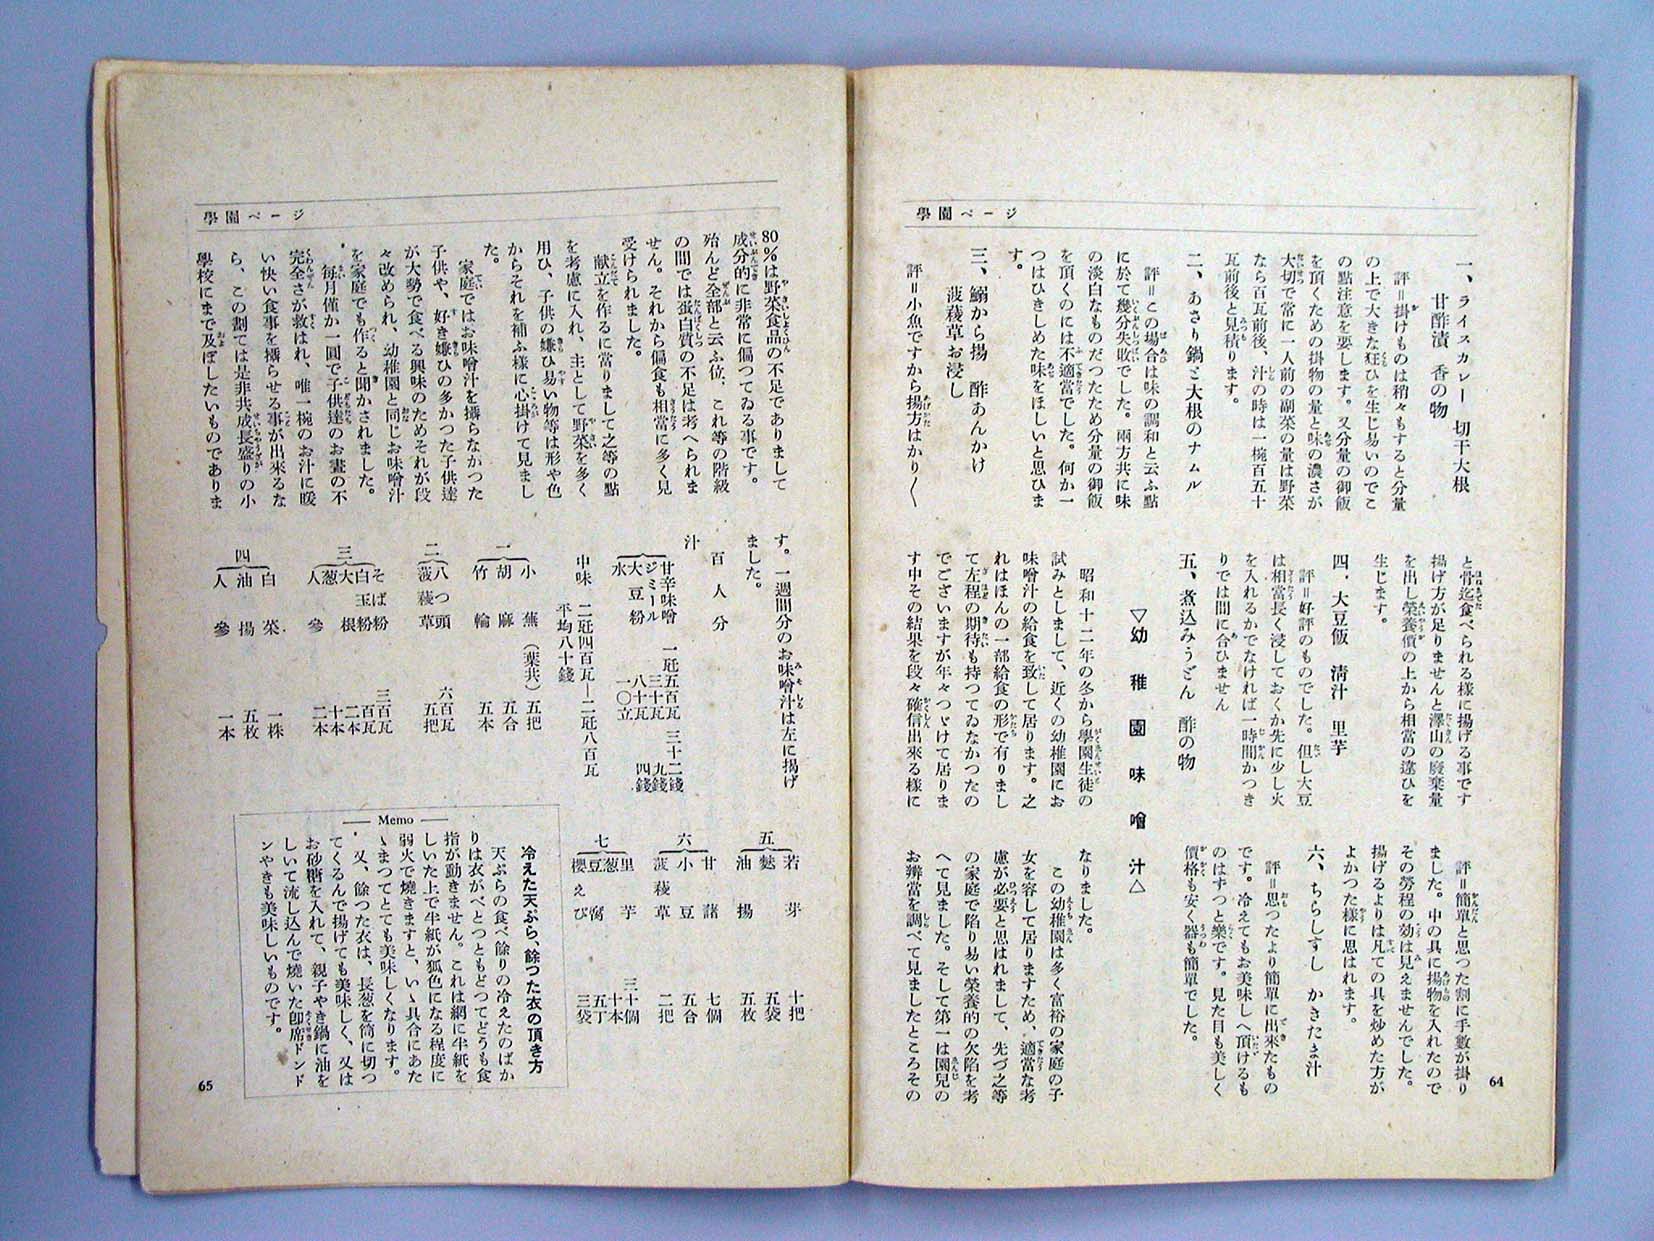 學園ページ
一、ライスカレー 切干大根
甘酢漬 香の物
評＝掛けものは稍々もすると分量
の上で大きな狂ひを生じ易いのでこ
の點注意を要します。又分量の御飯
を頂くための掛物の量と味の濃さが
大切で常に一人前の副菜の量は野菜
なら百瓦前後、汁の時は一椀百五十
瓦前後と見積ります。
二、あさり鍋と大根のナムル
評＝この場合は味の調和と云ふ點
に於て幾分失敗でした。兩方共に味
の淡白なものだつたため分量の御飯
を頂くのには不適當でした。何か一
つはひきしめた味をほしいと思ひま
す。
三、鰯から揚 酢あんかけ
菠薐草お浸し
評＝小魚ですから揚方はかり〱
と骨迄食べられる樣に揚げる事です
揚げ方が足りませんと澤山の廢棄量
を出し榮養價の上から相當の違ひを
生じます。
四．大豆飯 淸汁 里芋
評＝好評のものでした。但し大豆
は相當長く浸しておくか先に少し火
を入れるかでなければ一時間かつき
りでは間に合ひません
五、煮込みうどん 酢の物
評＝簡單と思つた割に手數が掛り
ました。中の具に揚物を入れたので
その勞程の効は見えませんでした。
揚げるよりは凡ての具を炒めた方が
よかつた樣に思はれます。
六、ちらしずし かきたま汁
評＝思つたより簡單に出來たもの
です。冷えてもお美味しへ頂けるも
のはずつと樂です。見た目も美しく
價格も安く器も簡單でした。
▽幼稚園味噌汁△
昭和十二年の冬から學園生徒の
試みとしまして、近くの幼稚園にお
味噌汁の給食を致して居ります。之
れはほんの一部給食の形で有りまし
て左程の期待も持つてゐなかつたの
でございますが年々つゞけて居りま
す中その結果を段々確信出來る樣に
なりました。
この幼稚園は多く富裕の家庭の子
女を容して居りますため、適當な考
慮が必要と思はれまして、先づ之等
の家庭で陷り易い榮養的の欠陷を考
へて見ました。そして第一は園兒の
お辨當を調べて見ましたところその
64
學園ページ
80％は野菜食品の不足でありまして
成分的に非常に偏つてゐる事です。
殆んど全部と云ふ位、これ等の階級
の間では蛋白質の不足は考へられま
せん。それから偏食も相當に多く見
受けられました。
献立を作るに當りまして之等の點
を考慮に入れ、主として野菜を多く
用ひ、子供の嫌ひ易い物等は形や色
からそれを補ふ樣に心掛けて見まし
た。
家庭ではお味噌汁を攝らなかつた
子供や、好き嫌ひの多かつた子供達
が大勢で食べる興味のためそれが段
々改められ、幼稚園と同じお味噌汁
を家庭でも作ると聞かされました。
每月僅か一圓で子供達のお晝の不
完全さが救はれ、唯一椀のお汁に暖
い快い食事を攝らせる事が出來るな
ら、この割ては是非共成長盛りの小
學校にまで及ぼしたいものでありま
す。一週間分のお味噌汁は左に揭げ
ました。
百人分
汁
甘辛味噌 一瓩五百瓦 三十二錢
ジミール 三十瓦 九錢
大豆粉 八十瓦 四錢
水 一〇立
中味 二瓩四百瓦—二瓩八百瓦
平均八十錢
一
小蕪（葉共） 五把
胡麻 五合
竹輪 五本
二
八つ頭 六百瓦
菠薐草 五把
三
そば粉 三百瓦
白玉粉 百瓦
大根 二本
葱 十本
人參 二本
四
白菜 一株
油揚 五枚
人參 一本
五
若芽 十把
麩 五袋
油揚 五枚
六
甘諸 七個
小豆 五合
菠薐草 二把
七
里芋 三十個
葱 十本
豆腐 五丁
櫻えび 三袋
Memo
冷えた天ぷら、餘つた衣の頂き方
天ぷらの食べ餘りの冷えたのばか
りは衣がべとつともどつてどうも食
指が動きません。これは網に半紙を
しいた上で半紙が狐色になる程度に
弱火で燒きますと、いゝ具合にあた
ゝまつてとても美味しくなります。
又、餘つた衣は、長葱を筒に切つ
てくるんで揚げても美味しく、又は
お砂糖を入れて、親子やき鍋に油を
しいて流し込んで燒いた卽席ドンド
ンやきも美味しいものです。
65